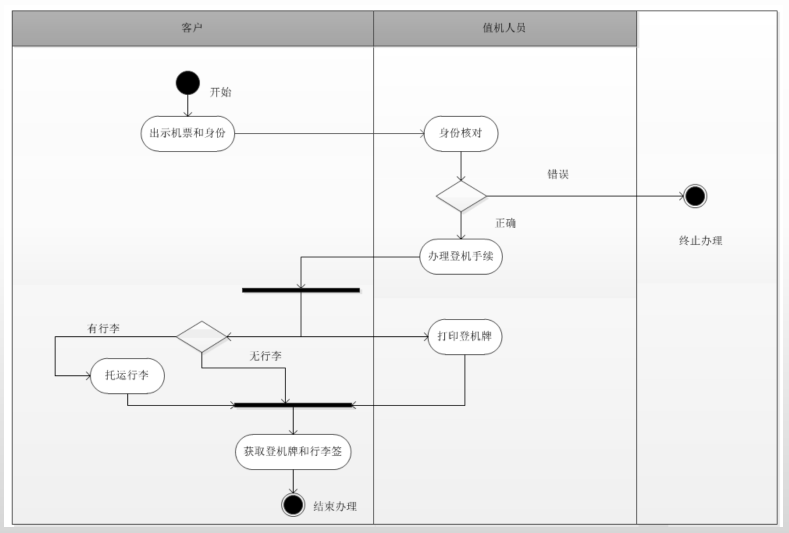 客户
值机人员
开始
出示机票和身份
身份核对
错误
正确
终止办理
办理登机手续
有行李
无行李
打印登机牌
托运行李
获取登机牌和行李签
结束办理